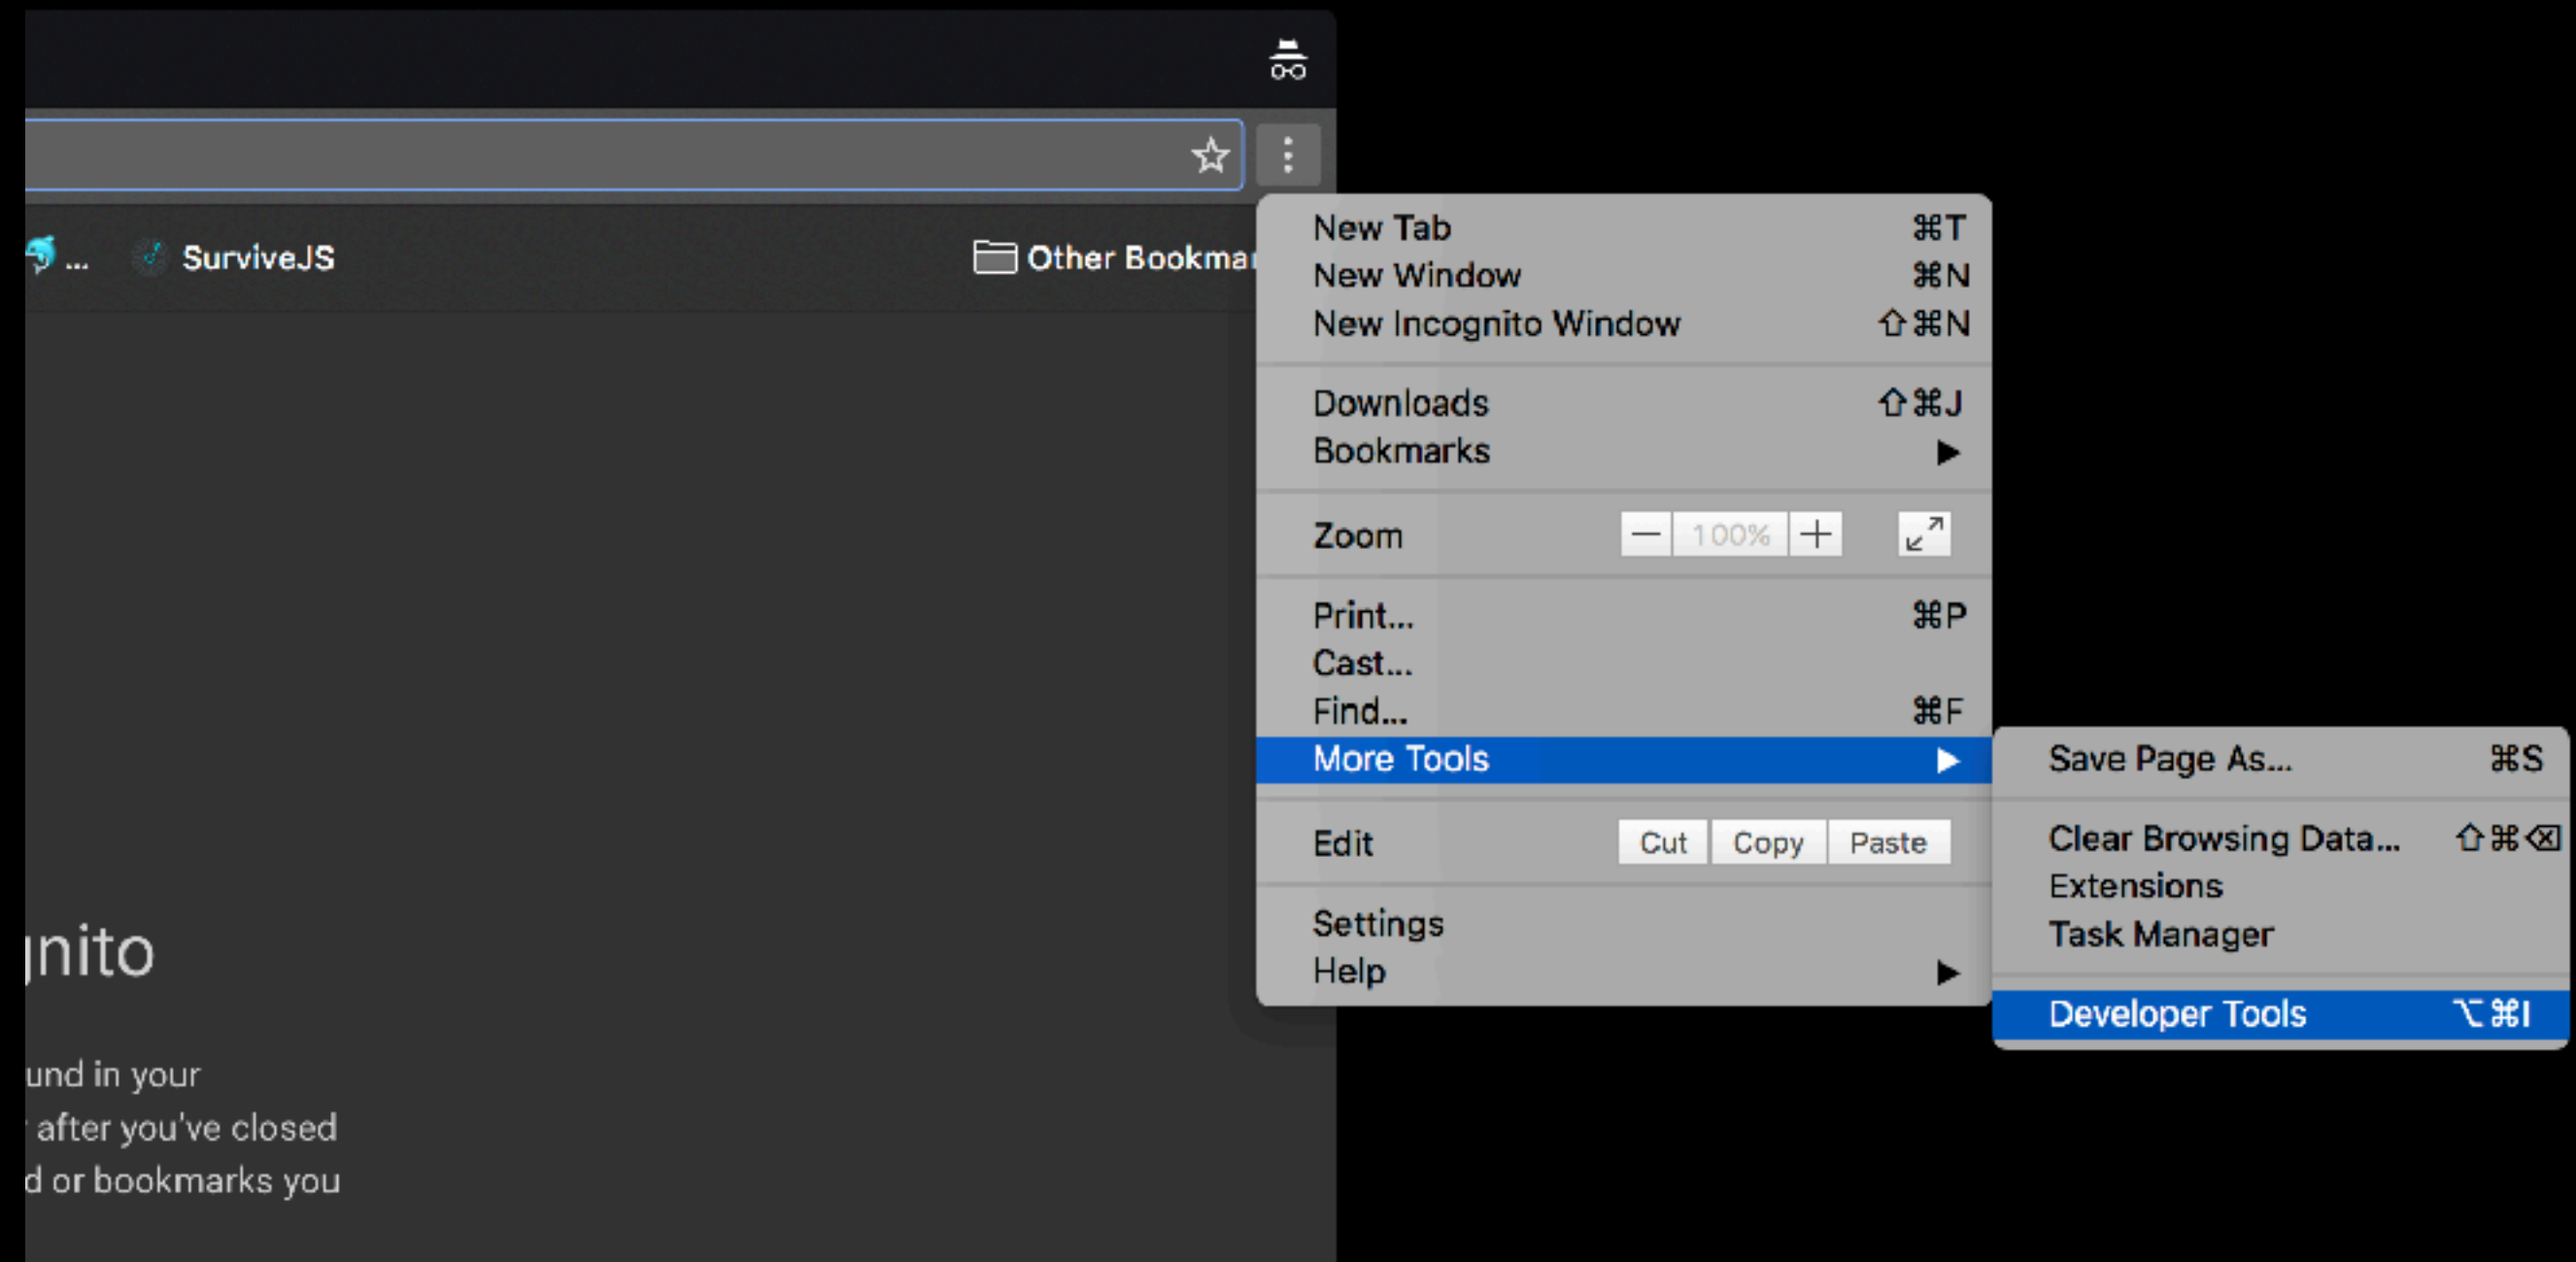 ... SurviveJS Other Bookmar
New Tab ⌘T
New Window ⌘N
New Incognito Window ⇧⌘N
Downloads ⇧⌘J
Bookmarks ▶
Zoom − 100% +
Print... ⌘P
Cast...
Find... ⌘F
More Tools ▶
Edit Cut Copy Paste
Settings
Help ▶
Save Page As... ⌘S
Clear Browsing Data... ⇧⌘⌫
Extensions
Task Manager
Developer Tools ⌥⌘I
gnito
und in your
after you've closed
d or bookmarks you